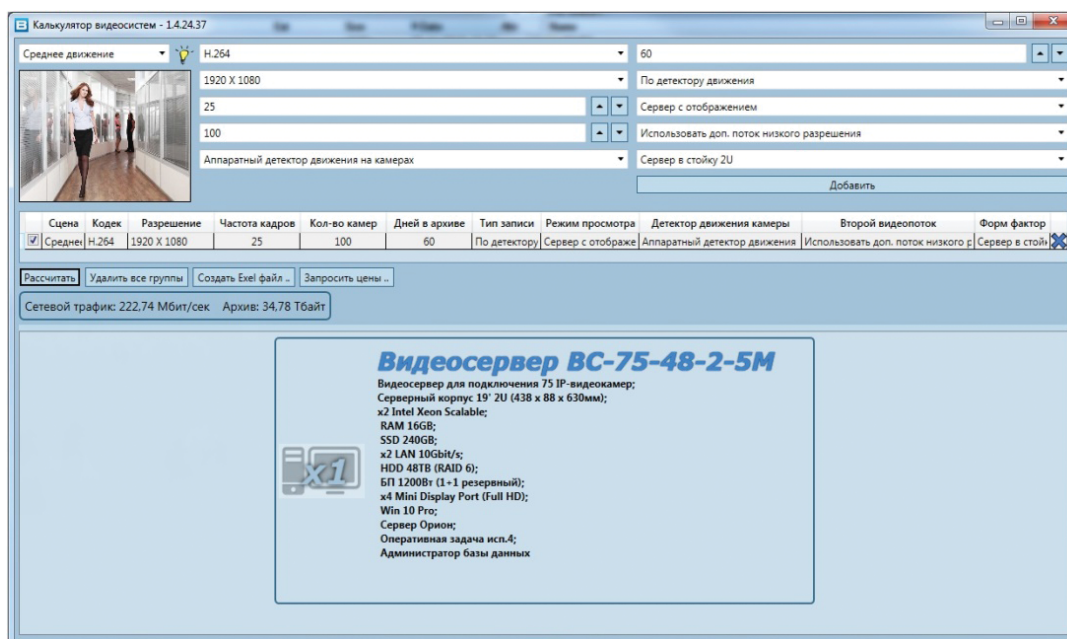 Калькулятор видеосистем - 1.4.24.37
Среднее движение
H.264
60
1920 X 1080
По детектору движения
25
Сервер с отображением
100
Использовать доп. поток низкого разрешения
Аппаратный детектор движения на камерах
Сервер в стойку 2U
Добавить
Сцена Кодек Разрешение Частота кадров Кол-во камер Дней в архиве Тип записи Режим просмотра Детектор движения камеры Второй видеопоток Форм фактор
Среднее H.264 1920 X 1080 25 100 60 По детектору Сервер с отображе Аппаратный детектор движения Использовать доп. поток низкого р Сервер в стойк
Рассчитать Удалить все группы Создать Exel файл .. Запросить цены ..
Сетевой трафик: 222,74 Мбит/сек Архив: 34,78 Тбайт
Видеосервер ВС-75-48-2-5М
Видеосервер для подключения 75 IP-видеокамер;
Серверный корпус 19' 2U (438 x 88 x 630мм);
x2 Intel Xeon Scalable;
RAM 16GB;
SSD 240GB;
x2 LAN 10Gbit/s;
HDD 48TB (RAID 6);
БП 1200Вт (1+1 резервный);
x4 Mini Display Port (Full HD);
Win 10 Pro;
Сервер Орион;
Оперативная задача исп.4;
Администратор базы данных
x1